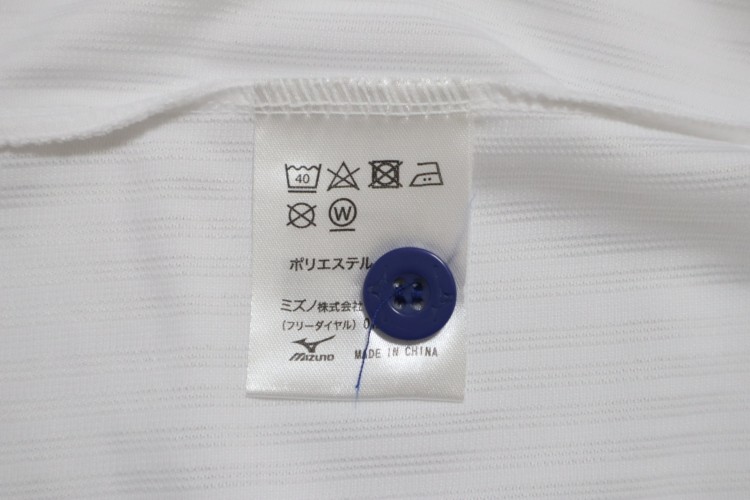 40
W
ポリエステル
ミズノ株式会社
(フリーダイヤル) 0
MIZUNO MADE IN CHINA